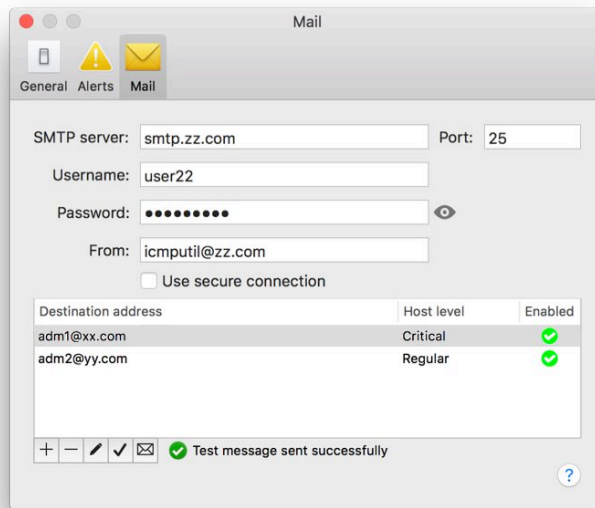 Mail
General Alerts Mail
SMTP server: smtp.zz.com Port: 25
Username: user22
Password: •••••••••
From: icmputil@zz.com
Use secure connection
Destination address Host level Enabled
adm1@xx.com Critical
adm2@yy.com Regular
Test message sent successfully
?